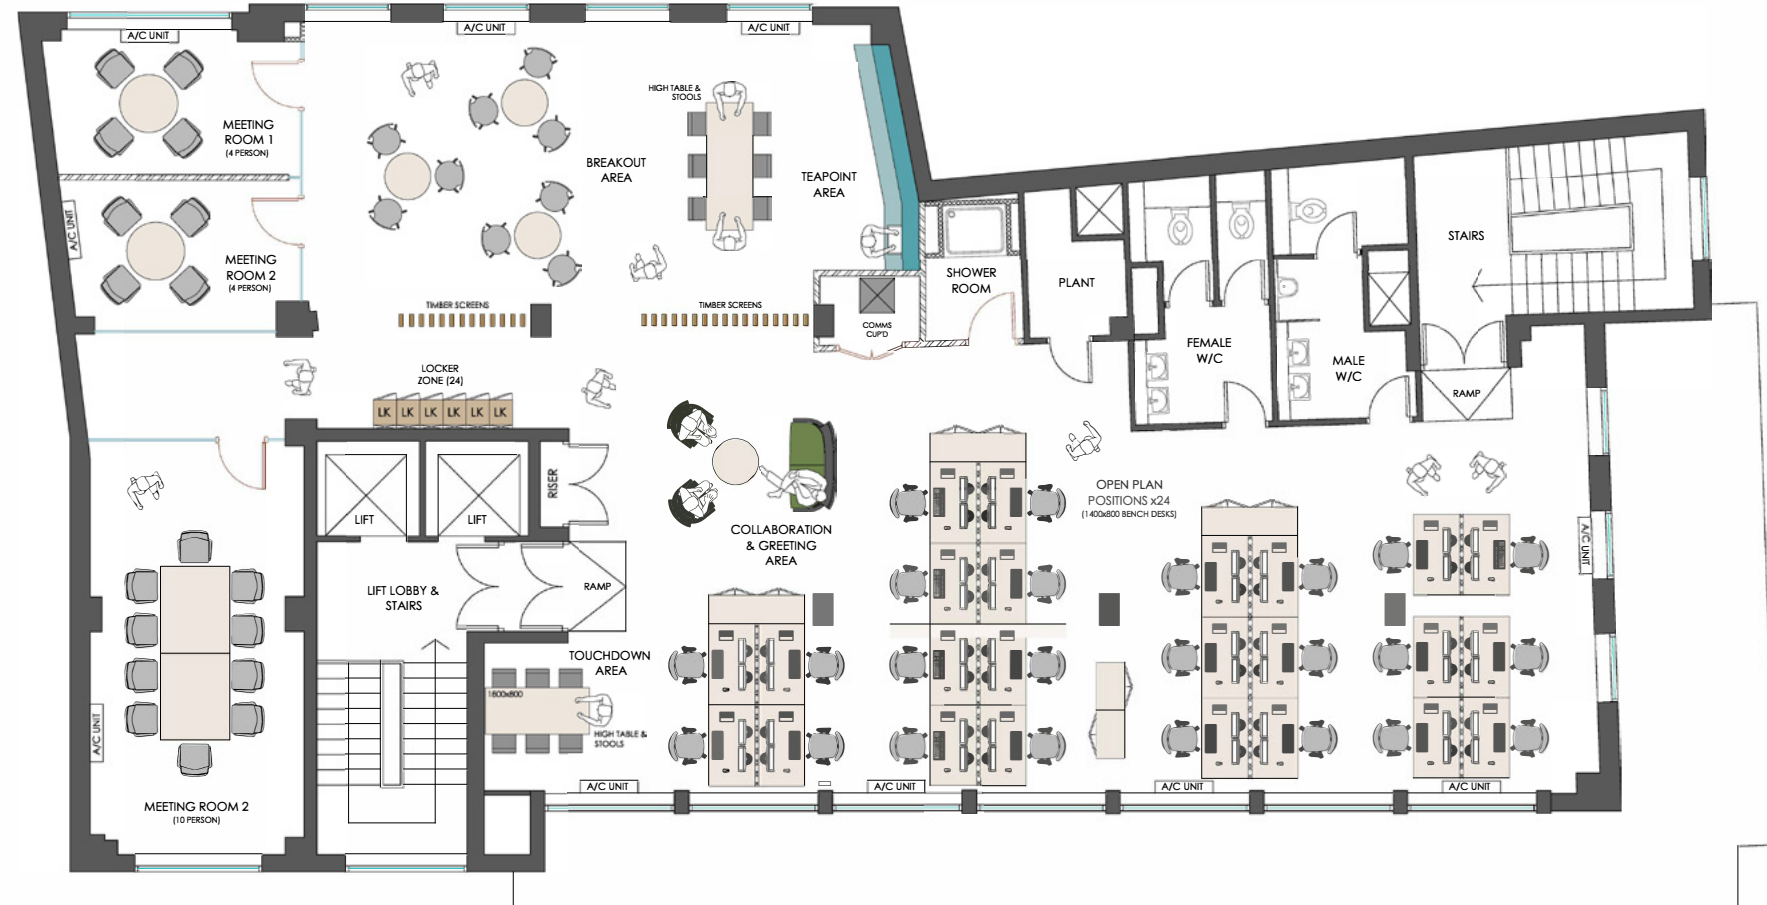 A/C UNIT
A/C UNIT
A/C UNIT
MEETING
ROOM 1
(4 PERSON)
HIGH TABLE &
STOOLS
BREAKOUT
AREA
TEAPOINT
AREA
A/C UNIT
MEETING
ROOM 2
(4 PERSON)
STAIRS
SHOWER
ROOM
PLANT
TIMBER SCREENS
TIMBER SCREENS
COMMS
CUP'D
FEMALE
W/C
MALE
W/C
RAMP
LOCKER
ZONE (24)
LK LK LK LK LK LK
RISER
LIFT
LIFT
OPEN PLAN
POSITIONS x24
(1400x800 BENCH DESKS)
COLLABORATION
& GREETING
AREA
A/C UNIT
LIFT LOBBY &
STAIRS
RAMP
TOUCHDOWN
AREA
1600x800
HIGH TABLE &
STOOLS
A/C UNIT
MEETING ROOM 2
(10 PERSON)
A/C UNIT
A/C UNIT
A/C UNIT
A/C UNIT